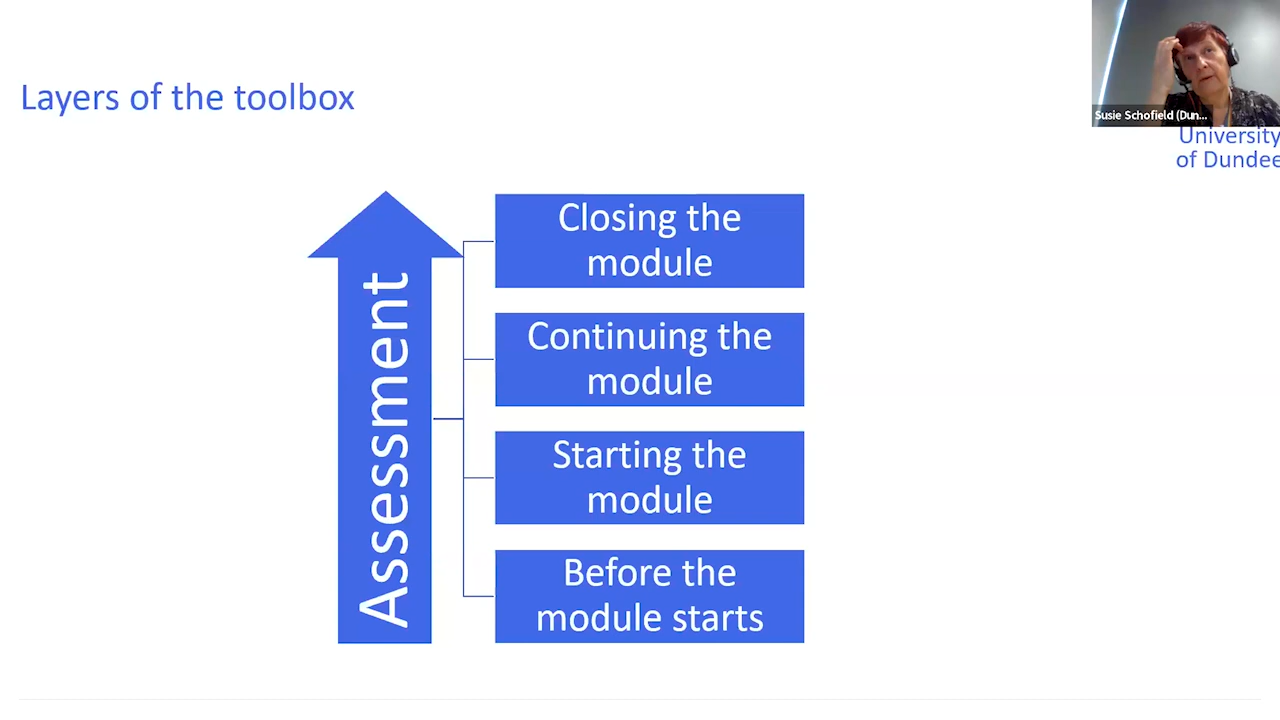 Layers of the toolbox
Susie Schofield (Dun...
University
of Dundee
Assessment
Closing the
module
Continuing the
module
Starting the
module
Before the
module starts